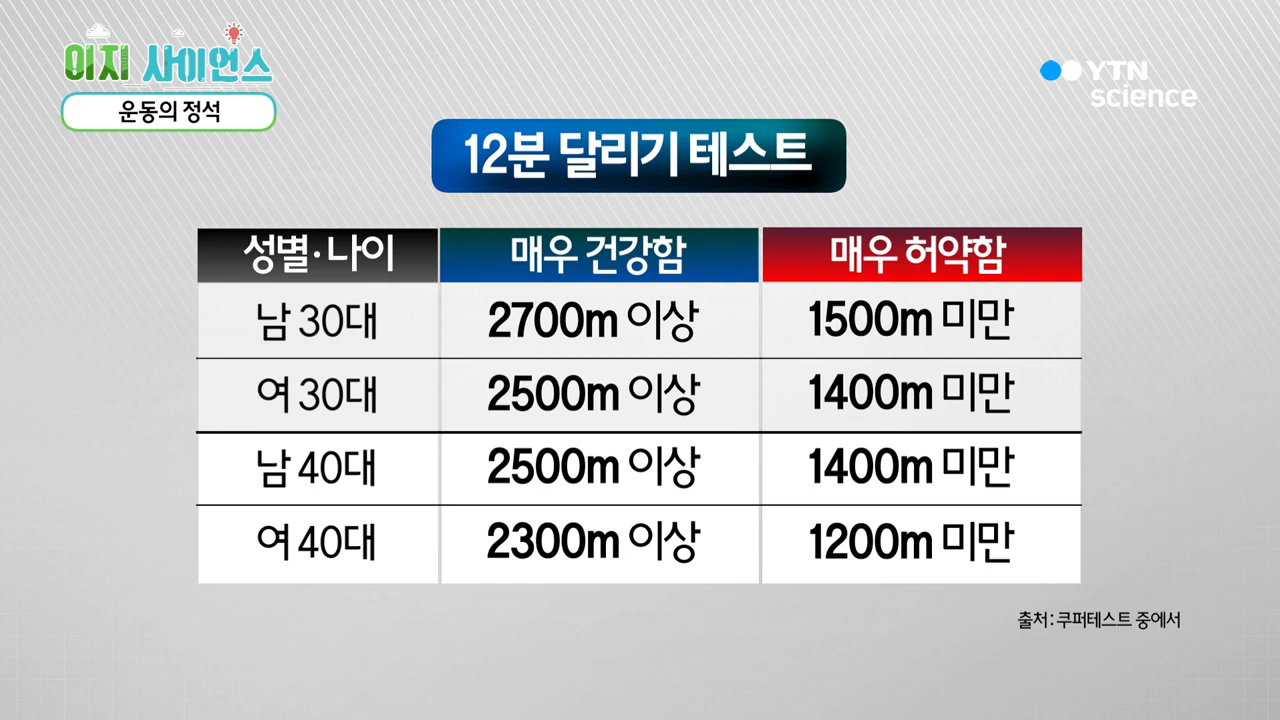 이지 사이언스
운동의 정석
YTN
science
12분 달리기 테스트
성별·나이 매우 건강함 매우 허약함
남 30대 2700m 이상 1500m 미만
여 30대 2500m 이상 1400m 미만
남 40대 2500m 이상 1400m 미만
여 40대 2300m 이상 1200m 미만
출처 : 쿠퍼테스트 중에서